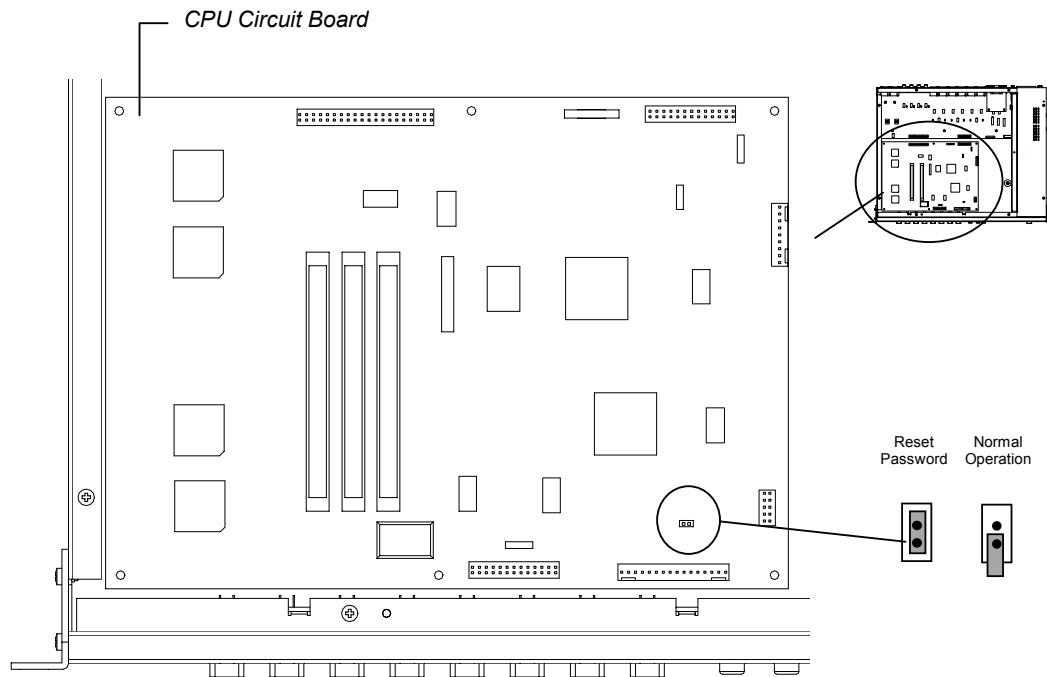 CPU Circuit Board
Reset
Password
Normal
Operation